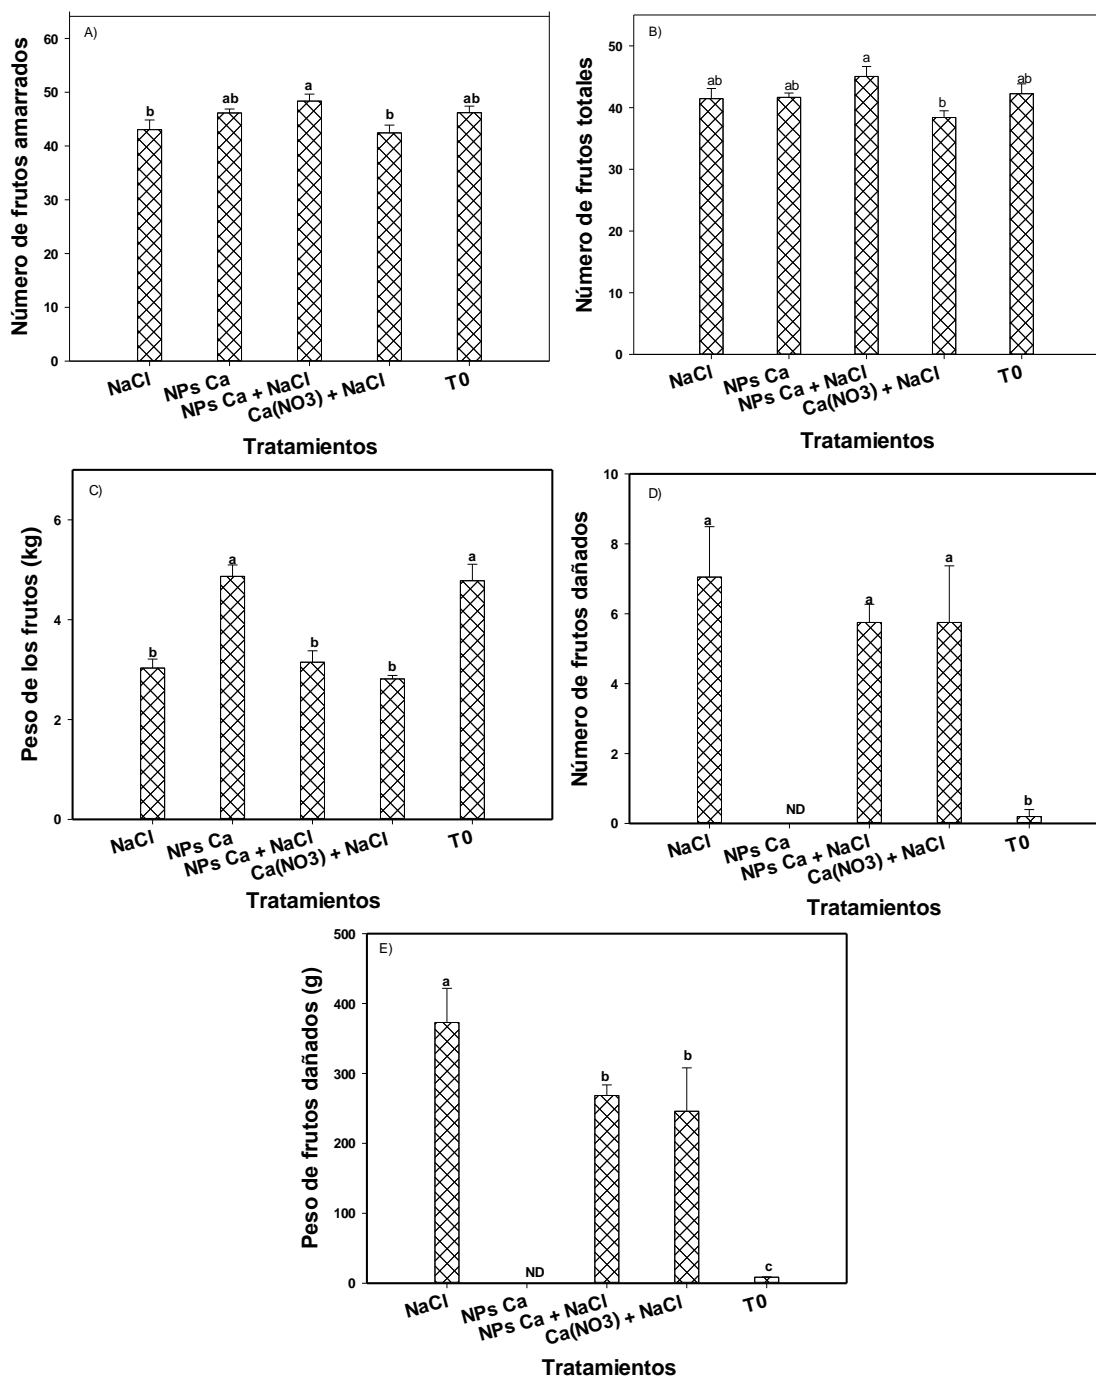 A)
Número de frutos amarrados
60
50
40
30
20
10
0
b
ab
a
b
ab
NaCl
NPs Ca
NPs Ca + NaCl
Ca(NO3) + NaCl
T0
Tratamientos
B)
Número de frutos totales
50
40
30
20
10
0
ab
ab
a
b
ab
NaCl
NPs Ca
NPs Ca + NaCl
Ca(NO3) + NaCl
T0
Tratamientos
C)
Peso de los frutos (kg)
6
4
2
0
b
a
b
b
a
NaCl
NPs Ca
NPs Ca + NaCl
Ca(NO3) + NaCl
T0
Tratamientos
D)
Número de frutos dañados
10
8
6
4
2
0
a
ND
a
a
b
NaCl
NPs Ca
NPs Ca + NaCl
Ca(NO3) + NaCl
T0
Tratamientos
E)
Peso de frutos dañados (g)
500
400
300
200
100
0
a
ND
b
b
c
NaCl
NPs Ca
NPs Ca + NaCl
Ca(NO3) + NaCl
T0
Tratamientos